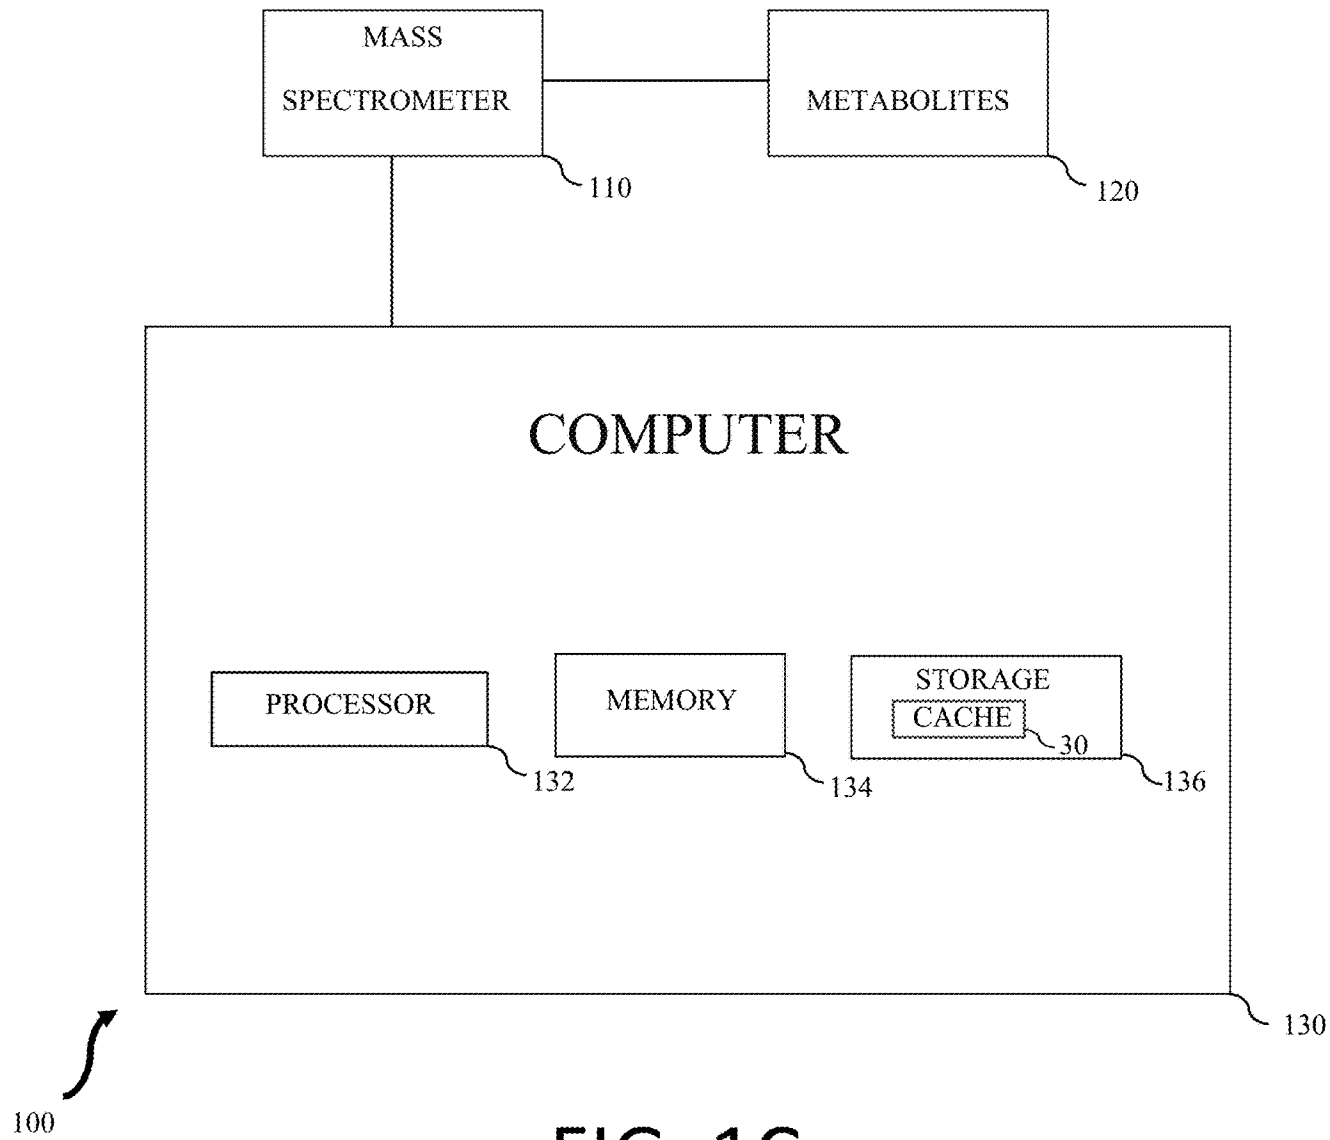 MASS
SPECTROMETER
METABOLITES
110
120
COMPUTER
PROCESSOR
MEMORY
STORAGE
CACHE
30
132
134
136
130
100